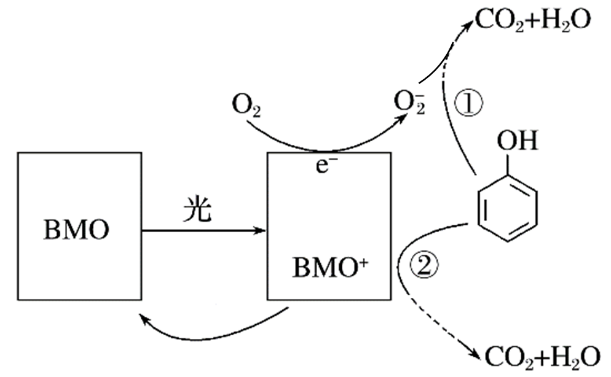 CO₂+H₂O
O₂
O₂⁻
①
OH
e⁻
光
BMO
BMO⁺
②
CO₂+H₂O